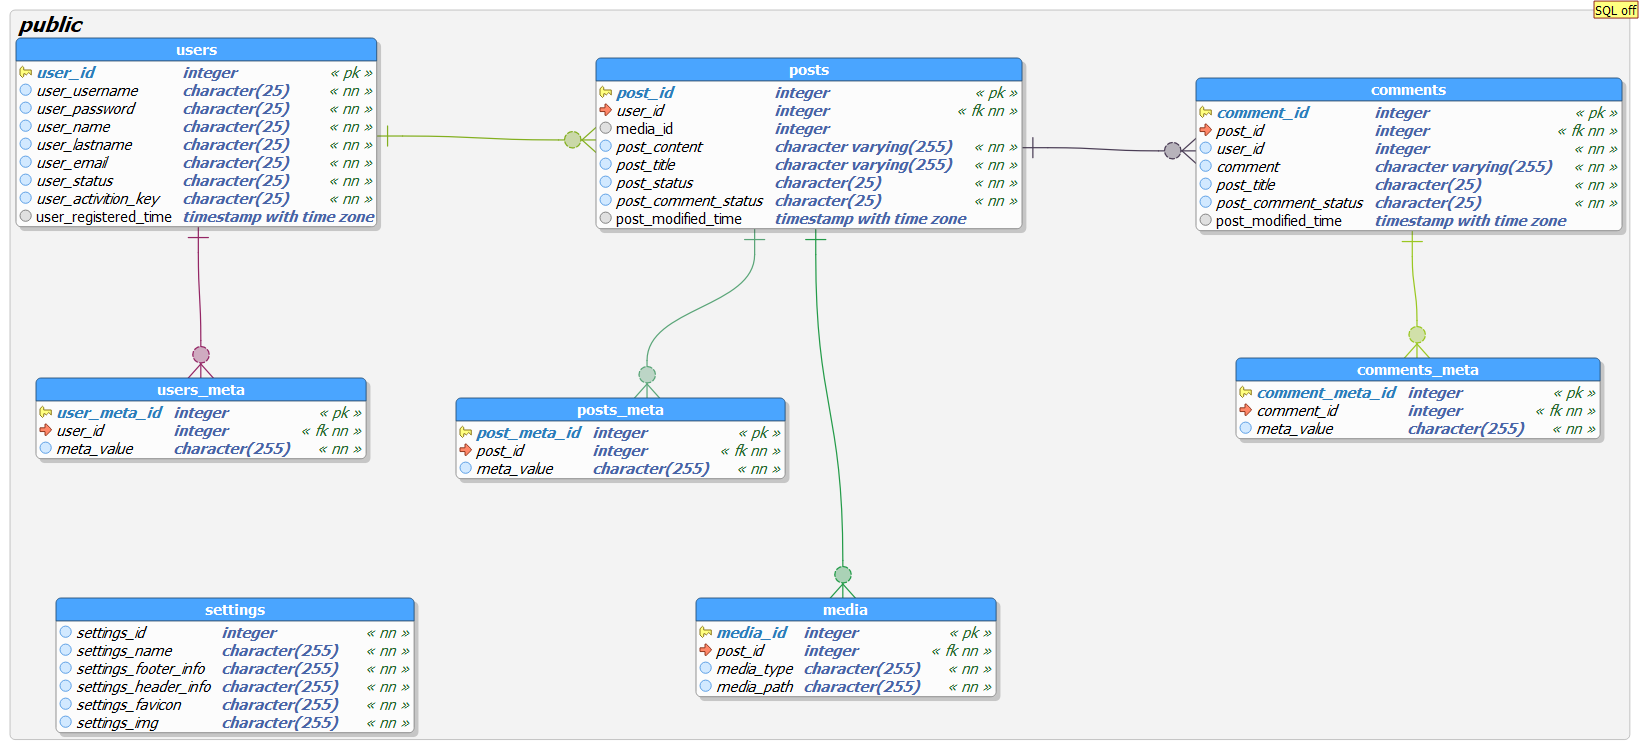 SQL off
public
users
user_id integer « pk »
user_username character(25) « nn »
user_password character(25) « nn »
user_name character(25) « nn »
user_lastname character(25) « nn »
user_email character(25) « nn »
user_status character(25) « nn »
user_activition_key character(25) « nn »
user_registered_time timestamp with time zone
posts
post_id integer « pk »
user_id integer « fk nn »
media_id integer
post_content character varying(255) « nn »
post_title character varying(255) « nn »
post_status character(25) « nn »
post_comment_status character(25) « nn »
post_modified_time timestamp with time zone
comments
comment_id integer « pk »
post_id integer « fk nn »
user_id integer « nn »
comment character varying(255) « nn »
post_title character(25) « nn »
post_comment_status character(25) « nn »
post_modified_time timestamp with time zone
users_meta
user_meta_id integer « pk »
user_id integer « fk nn »
meta_value character(255) « nn »
posts_meta
post_meta_id integer « pk »
post_id integer « fk nn »
meta_value character(255) « nn »
comments_meta
comment_meta_id integer « pk »
comment_id integer « fk nn »
meta_value character(255) « nn »
settings
settings_id integer « nn »
settings_name character(255) « nn »
settings_footer_info character(255) « nn »
settings_header_info character(255) « nn »
settings_favicon character(255) « nn »
settings_img character(255) « nn »
media
media_id integer « pk »
post_id integer « fk nn »
media_type character(255) « nn »
media_path character(255) « nn »